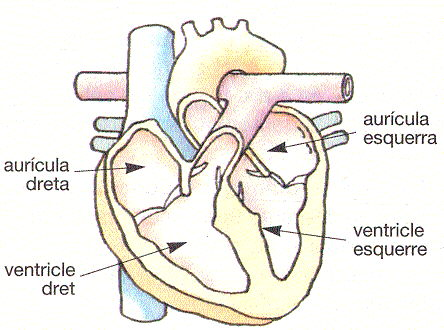 aurícula
esquerra
aurícula
dreta
ventricle
esquerre
ventricle
dret